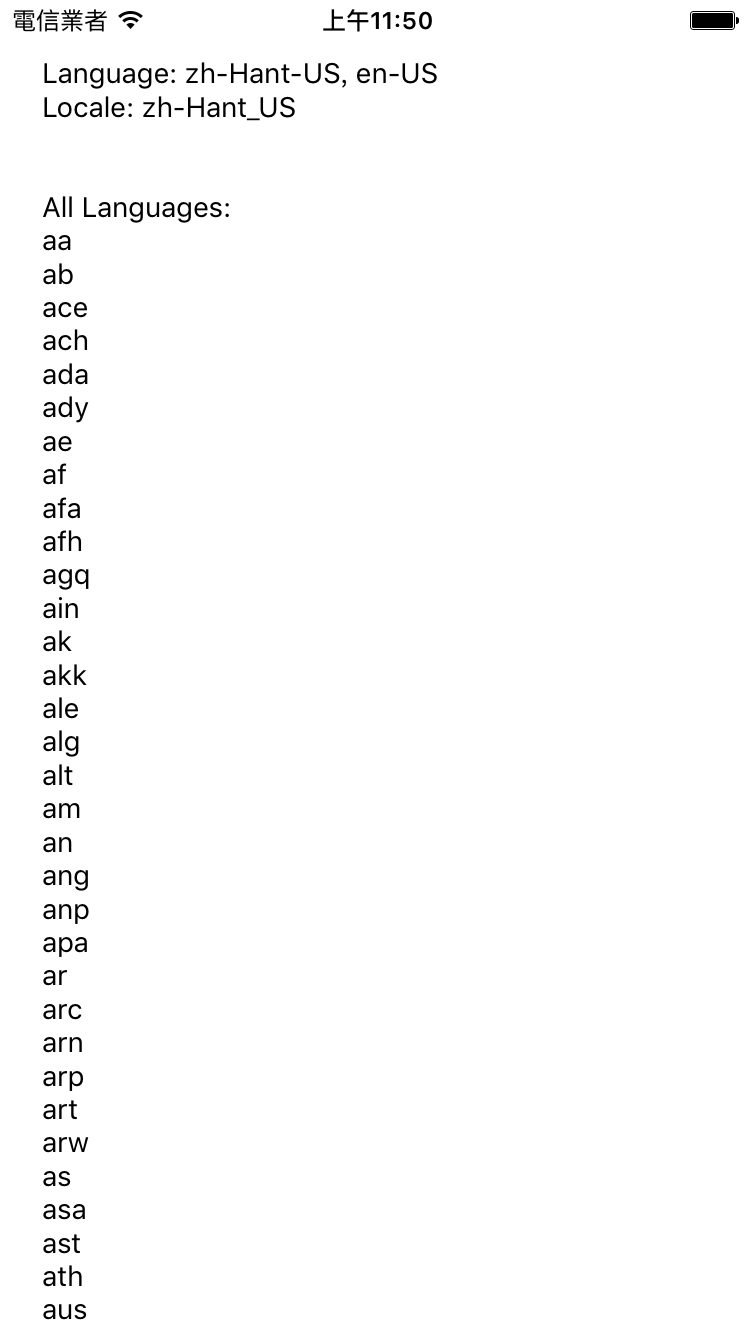 電信業者 上午11:50
Language: zh-Hant-US, en-US
Locale: zh-Hant_US
All Languages:
aa
ab
ace
ach
ada
ady
ae
af
afa
afh
agq
ain
ak
akk
ale
alg
alt
am
an
ang
anp
apa
ar
arc
arn
arp
art
arw
as
asa
ast
ath
aus